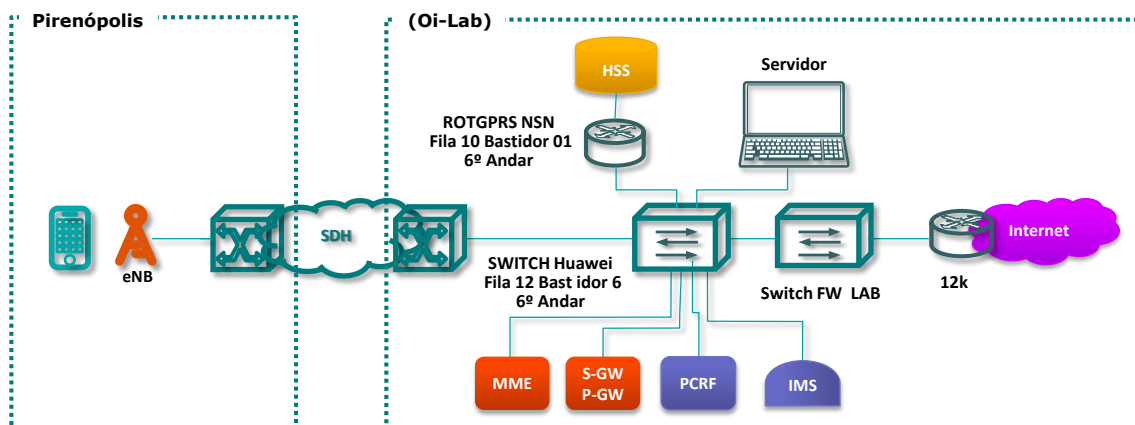 Pirenópolis
(Oi-Lab)
HSS
Servidor
ROTGPRS NSN
Fila 10 Bastidor 01
6º Andar
SDH
Internet
eNB
SWITCH Huawei
Fila 12 Bast idor 6
6º Andar
Switch FW LAB
12k
MME
S-GW
P-GW
PCRF
IMS